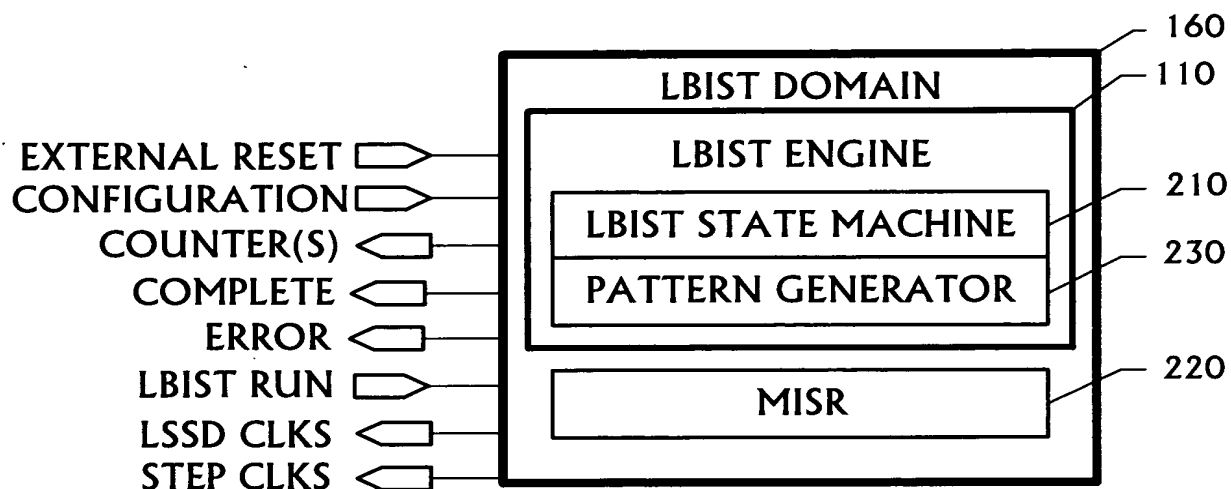 160
LBIST DOMAIN
110
EXTERNAL RESET
LBIST ENGINE
CONFIGURATION
210
LBIST STATE MACHINE
COUNTER(S)
230
COMPLETE
PATTERN GENERATOR
ERROR
220
LBIST RUN
MISR
LSSD CLKS
STEP CLKS